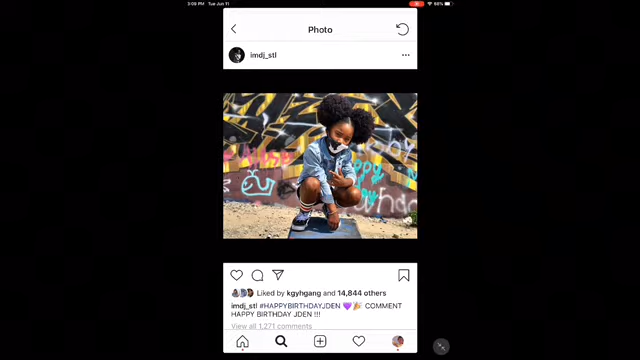 3:09 PM Tue Jun 11
68%
Photo
imdj_stl
Liked by kgyhgang and 14,844 others
imdj_stl #HAPPYBIRTHDAYJDEN 💜🎉 COMMENT
HAPPY BIRTHDAY JDEN !!!
View all 1,271 comments